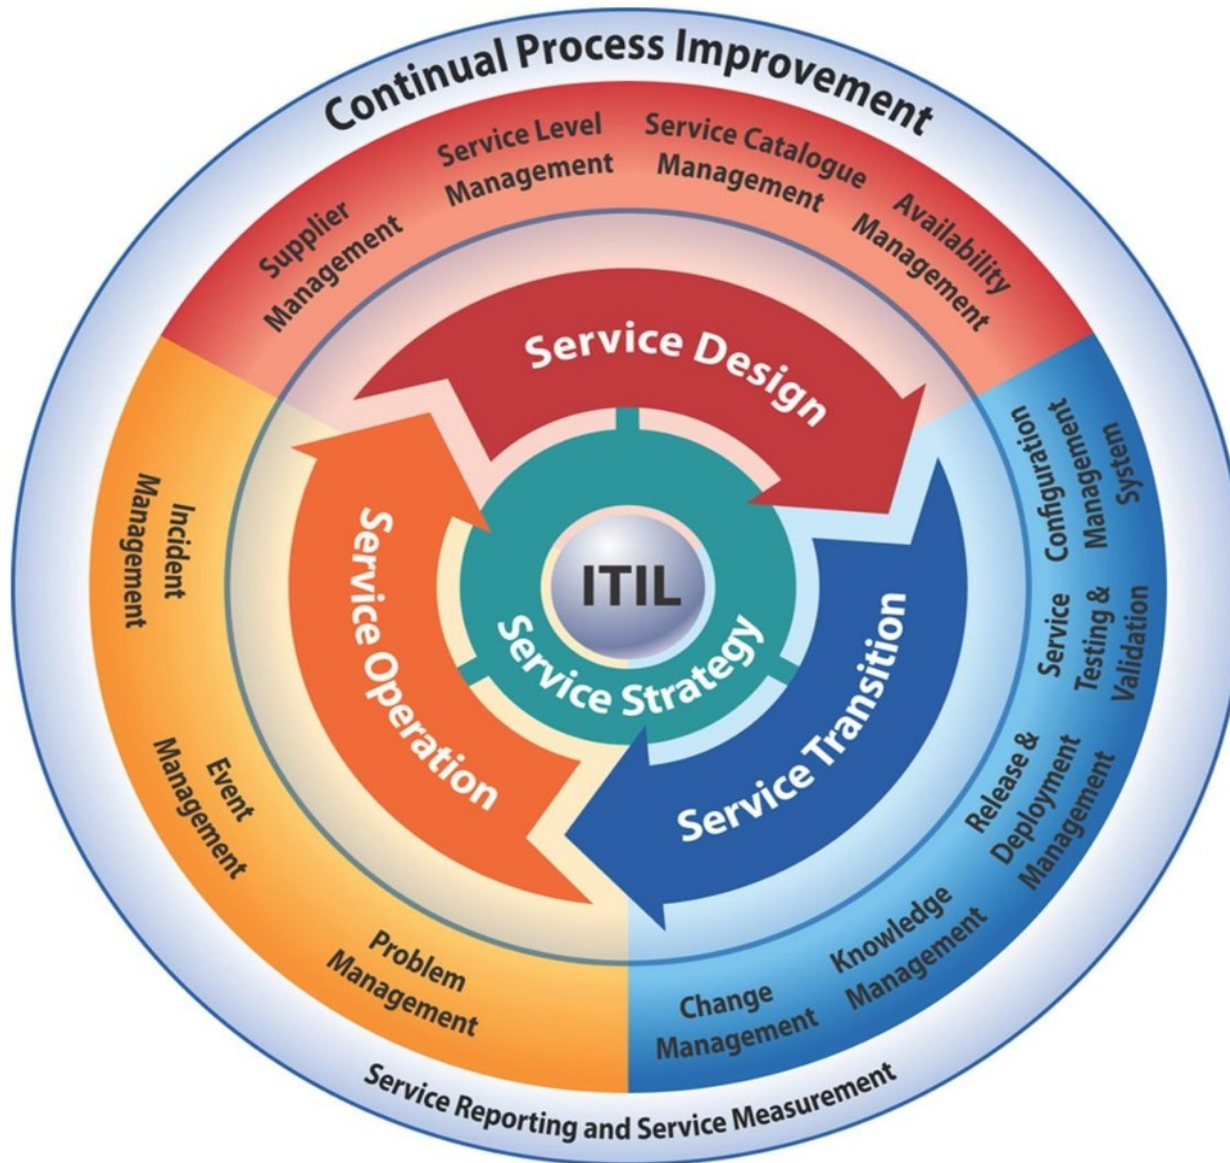 Continual Process Improvement
Supplier
Management
Service Level
Management
Service Catalogue
Management
Availability
Management
Service Design
Configuration
Management
System
Service
Testing &
Validation
Release &
Deployment
Management
Knowledge
Management
Change
Management
Service Transition
Incident
Management
Event
Management
Problem
Management
Service Operation
ITIL
Service Strategy
Service Reporting and Service Measurement